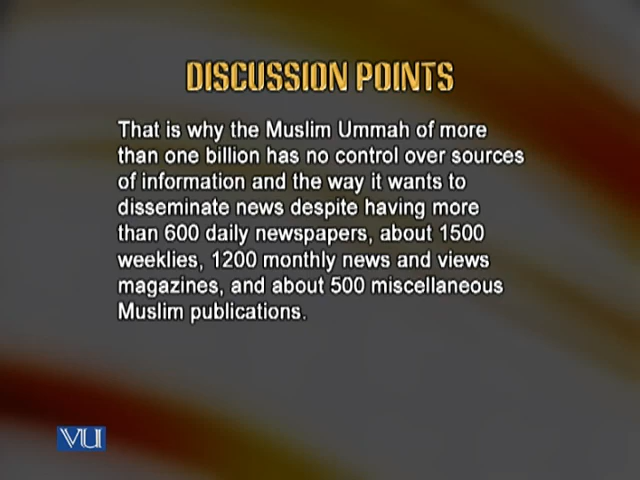 DISCUSSION POINTS
That is why the Muslim Ummah of more
than one billion has no control over sources
of information and the way it wants to
disseminate news despite having more
than 600 daily newspapers, about 1500
weeklies, 1200 monthly news and views
magazines, and about 500 miscellaneous
Muslim publications.
VU